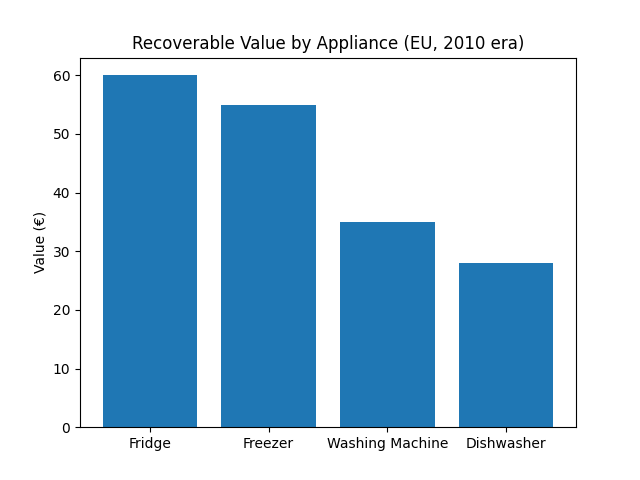 Recoverable Value by Appliance (EU, 2010 era)
60
50
40
30
20
10
0
Value (€)
Fridge Freezer Washing Machine Dishwasher